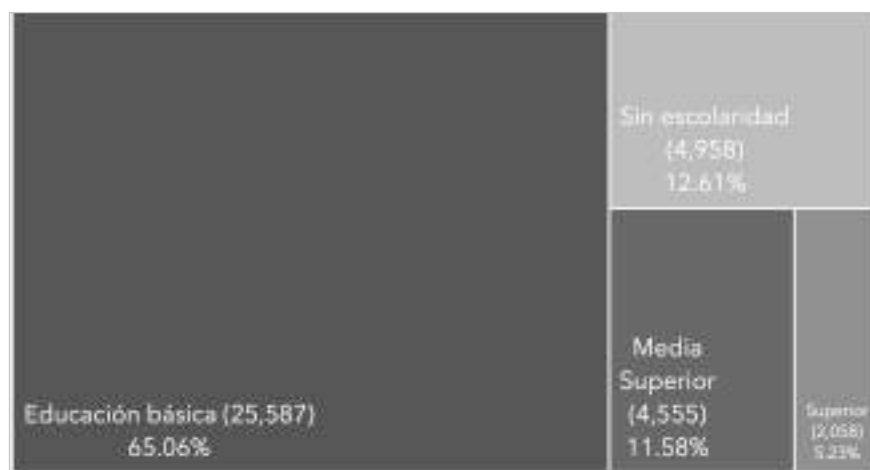 Sin escolaridad
(4,958)
12.61%
Media
Superior
(4,555)
11.58%
Educación básica (25,587)
65.06%
Superior
(2,058)
5.23%